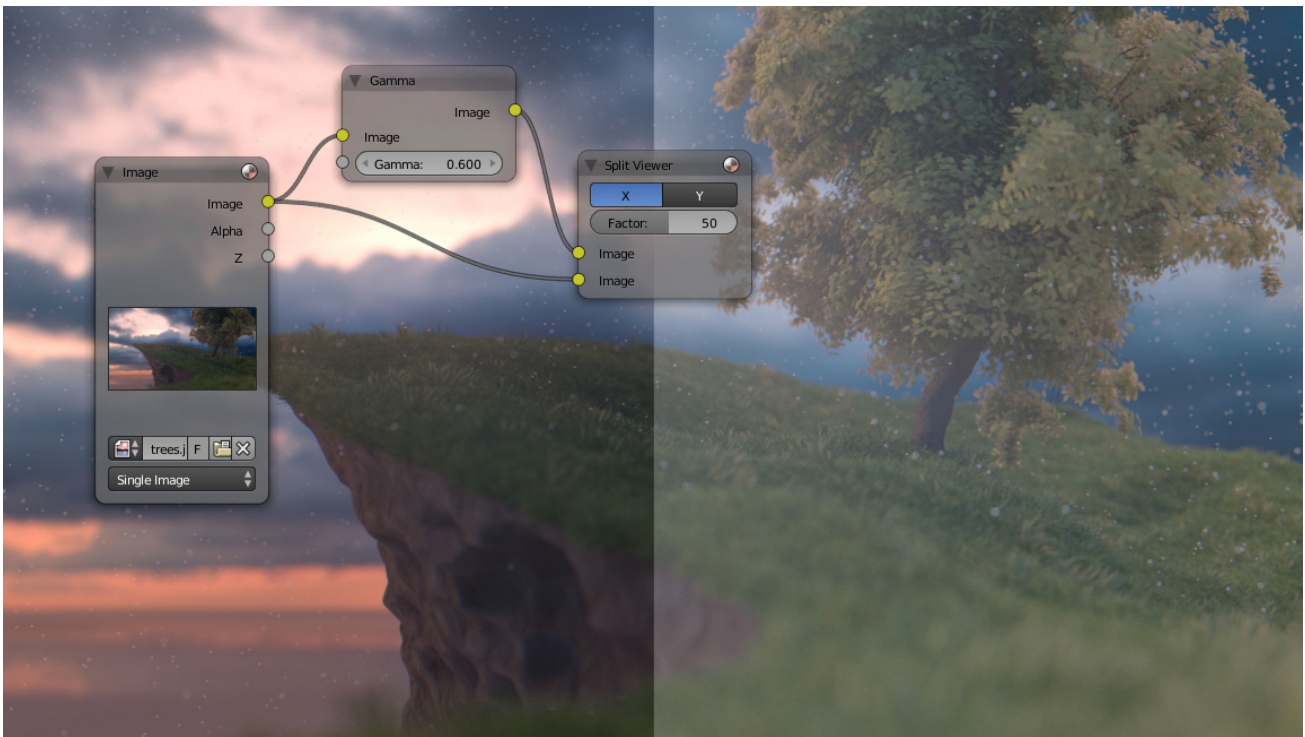 Gamma
Image
Image
Gamma: 0.600
Image
Image
Alpha
Z
trees.j F
Single Image
Split Viewer
X Y
Factor: 50
Image
Image